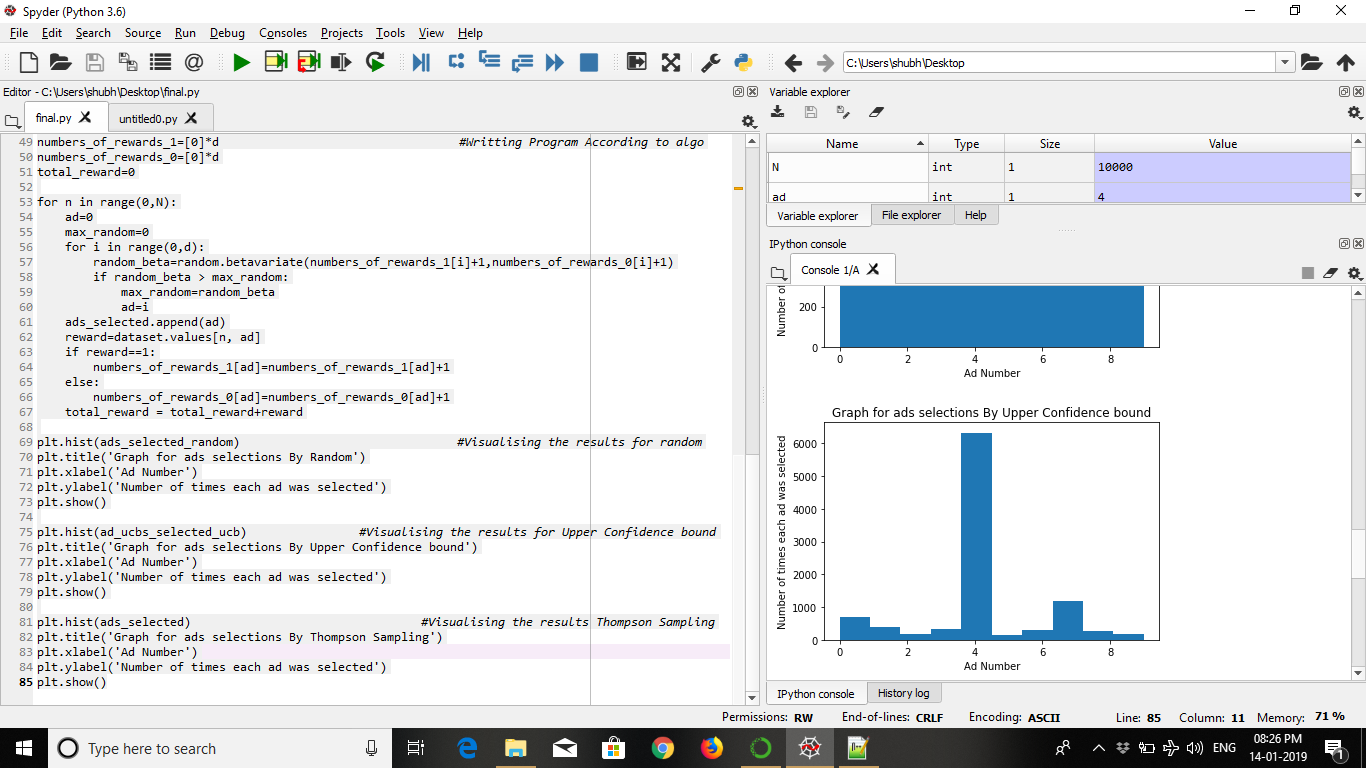 Spyder (Python 3.6)
File Edit Search Source Run Debug Consoles Projects Tools View Help
C:\Users\shubh\Desktop
Editor - C:\Users\shubh\Desktop\final.py
final.py untitled0.py
49 numbers_of_rewards_1=[0]*d #Writting Program According to algo
50 numbers_of_rewards_0=[0]*d
51 total_reward=0
52
53 for n in range(0,N):
54 ad=0
55 max_random=0
56 for i in range(0,d):
57 random_beta=random.betavariate(numbers_of_rewards_1[i]+1,numbers_of_rewards_0[i]+1)
58 if random_beta > max_random:
59 max_random=random_beta
60 ad=i
61 ads_selected.append(ad)
62 reward=dataset.values[n, ad]
63 if reward==1:
64 numbers_of_rewards_1[ad]=numbers_of_rewards_1[ad]+1
65 else:
66 numbers_of_rewards_0[ad]=numbers_of_rewards_0[ad]+1
67 total_reward = total_reward+reward
68
69 plt.hist(ads_selected_random) #Visualising the results for random
70 plt.title('Graph for ads selections By Random')
71 plt.xlabel('Ad Number')
72 plt.ylabel('Number of times each ad was selected')
73 plt.show()
74
75 plt.hist(ad_ucbs_selected_ucb) #Visualising the results for Upper Confidence bound
76 plt.title('Graph for ads selections By Upper Confidence bound')
77 plt.xlabel('Ad Number')
78 plt.ylabel('Number of times each ad was selected')
79 plt.show()
80
81 plt.hist(ads_selected) #Visualising the results Thompson Sampling
82 plt.title('Graph for ads selections By Thompson Sampling')
83 plt.xlabel('Ad Number')
84 plt.ylabel('Number of times each ad was selected')
85 plt.show()
Variable explorer
Name Type Size Value
N int 1 10000
ad int 1 4
Variable explorer File explorer Help
IPython console
Console 1/A
Number of
200
0
0 2 4 6 8
Ad Number
Graph for ads selections By Upper Confidence bound
Number of times each ad was selected
6000
5000
4000
3000
2000
1000
0
0 2 4 6 8
Ad Number
IPython console History log
Permissions: RW End-of-lines: CRLF Encoding: ASCII Line: 85 Column: 11 Memory: 71 %
Type here to search
ENG
08:26 PM
14-01-2019
1